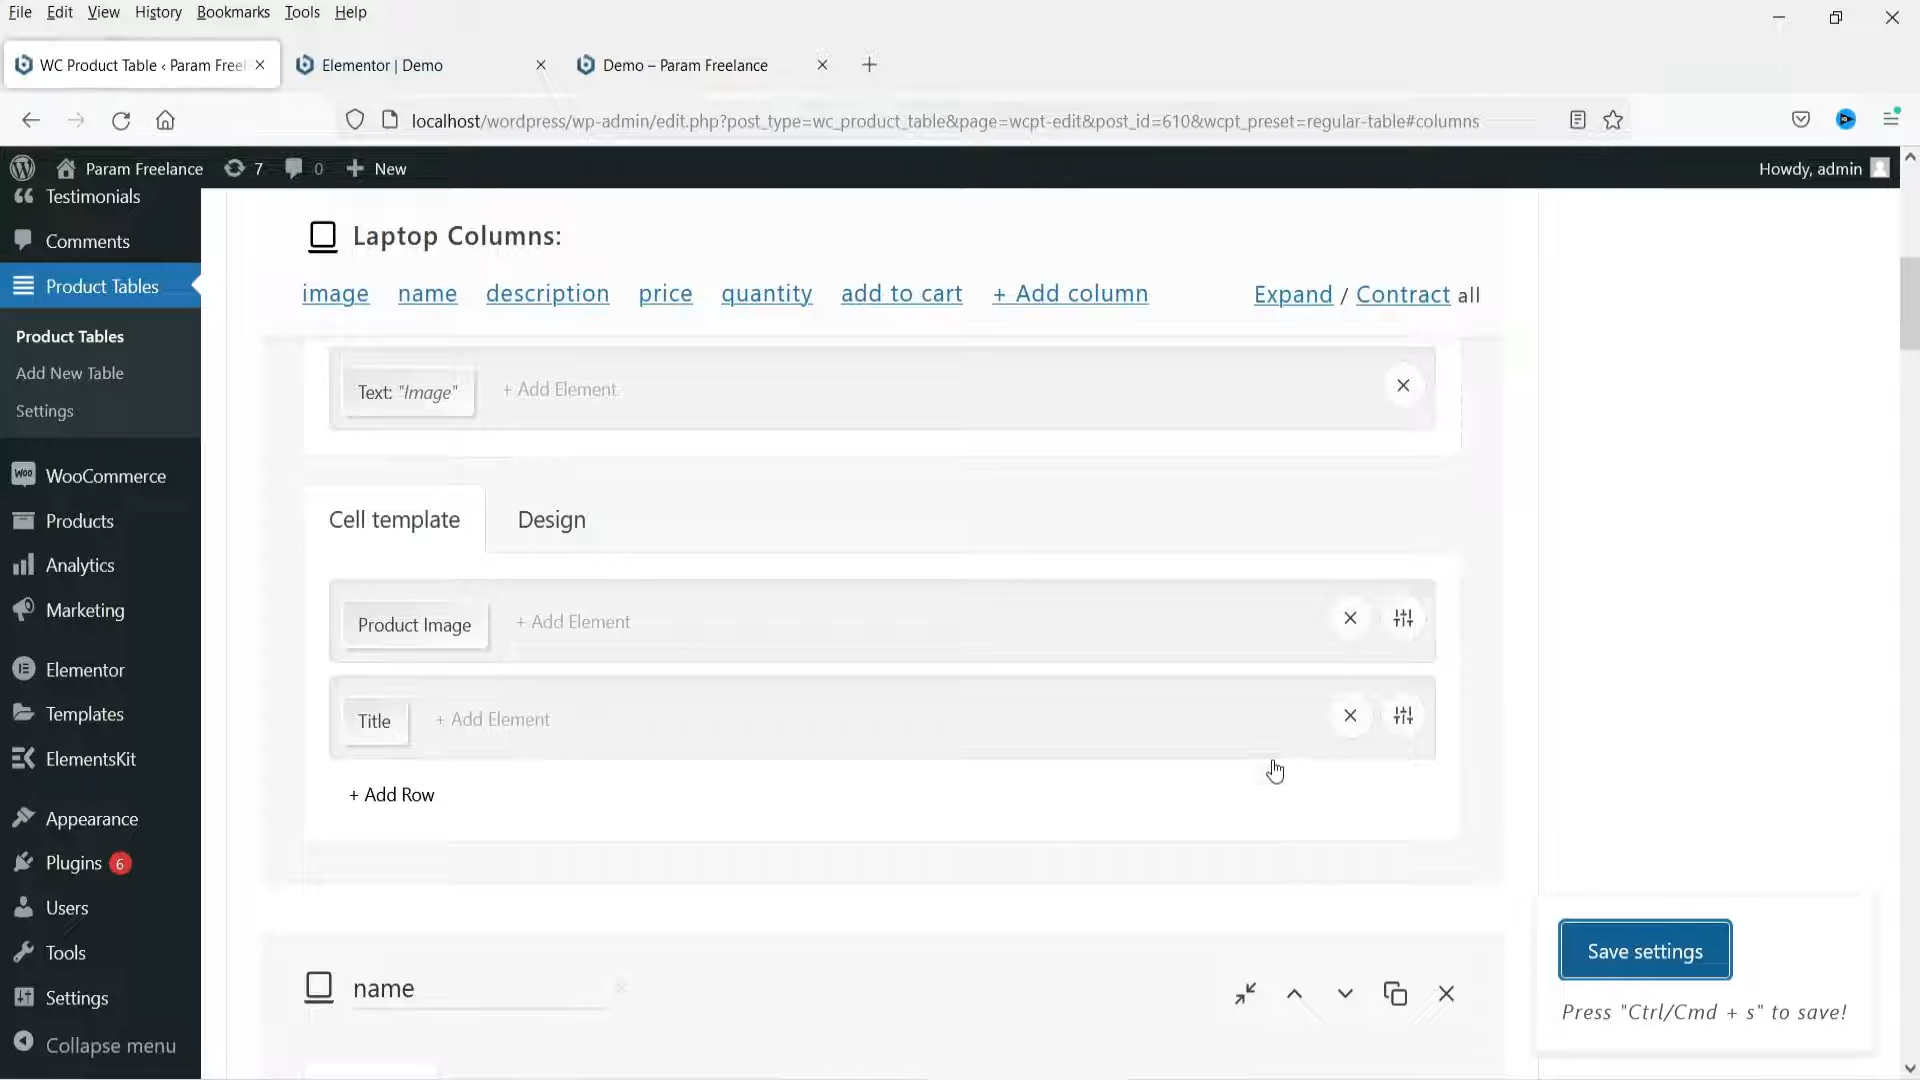 File Edit View History Bookmarks Tools Help
WC Product Table ‹ Param Freel
Elementor | Demo
Demo – Param Freelance
localhost/wordpress/wp-admin/edit.php?post_type=wc_product_table&page=wcpt-edit&post_id=610&wcpt_preset=regular-table#columns
Param Freelance 7 0 + New
Howdy, admin
Testimonials
Comments
Product Tables
Product Tables
Add New Table
Settings
WooCommerce
Products
Analytics
Marketing
Elementor
Templates
ElementsKit
Appearance
Plugins 6
Users
Tools
Settings
Collapse menu
Laptop Columns:
image name description price quantity add to cart + Add column
Expand / Contract all
Text: "Image" + Add Element
Cell template Design
Product Image + Add Element
Title + Add Element
+ Add Row
name
Save settings
Press "Ctrl/Cmd + s" to save!